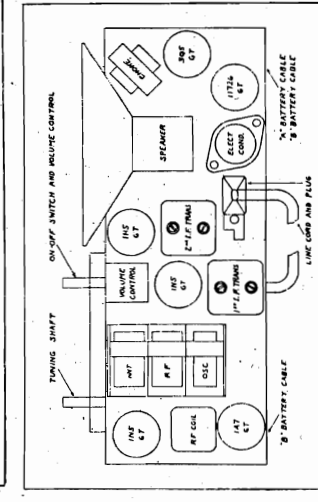 ON-OFF SWITCH AND VOLUME CONTROL
TUNING SHAFT
CHOKE
3Q5
GT
117Z6
GT
SPEAKER
ELECT
COND.
"A" BATTERY CABLE
"B" BATTERY CABLE
LINE CORD AND PLUG
1N5
GT
2ND I.F. TRANS
VOLUME
CONTROL
1N5
GT
1ST I.F. TRANS
ANT
R.F.
OSC
1N5
GT
RF COIL
1A7
GT
"B" BATTERY CABLE